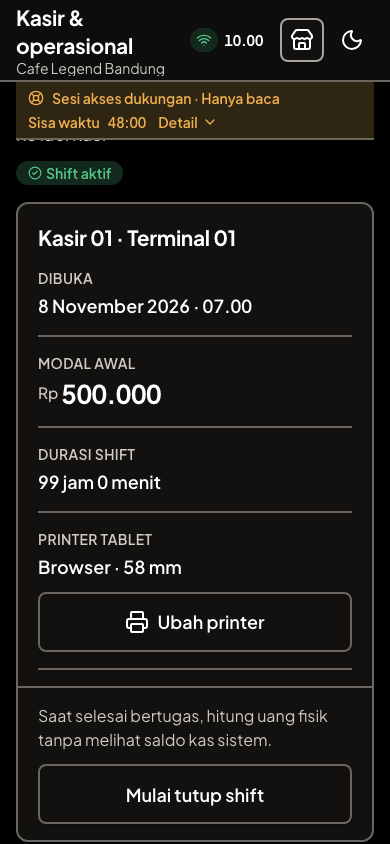 Kasir &
operasional
Cafe Legend Bandung
10.00
Sesi akses dukungan · Hanya baca
Sisa waktu 48:00 Detail
Shift aktif
Kasir 01 · Terminal 01
DIBUKA
8 November 2026 · 07.00
MODAL AWAL
Rp 500.000
DURASI SHIFT
99 jam 0 menit
PRINTER TABLET
Browser · 58 mm
Ubah printer
Saat selesai bertugas, hitung uang fisik
tanpa melihat saldo kas sistem.
Mulai tutup shift